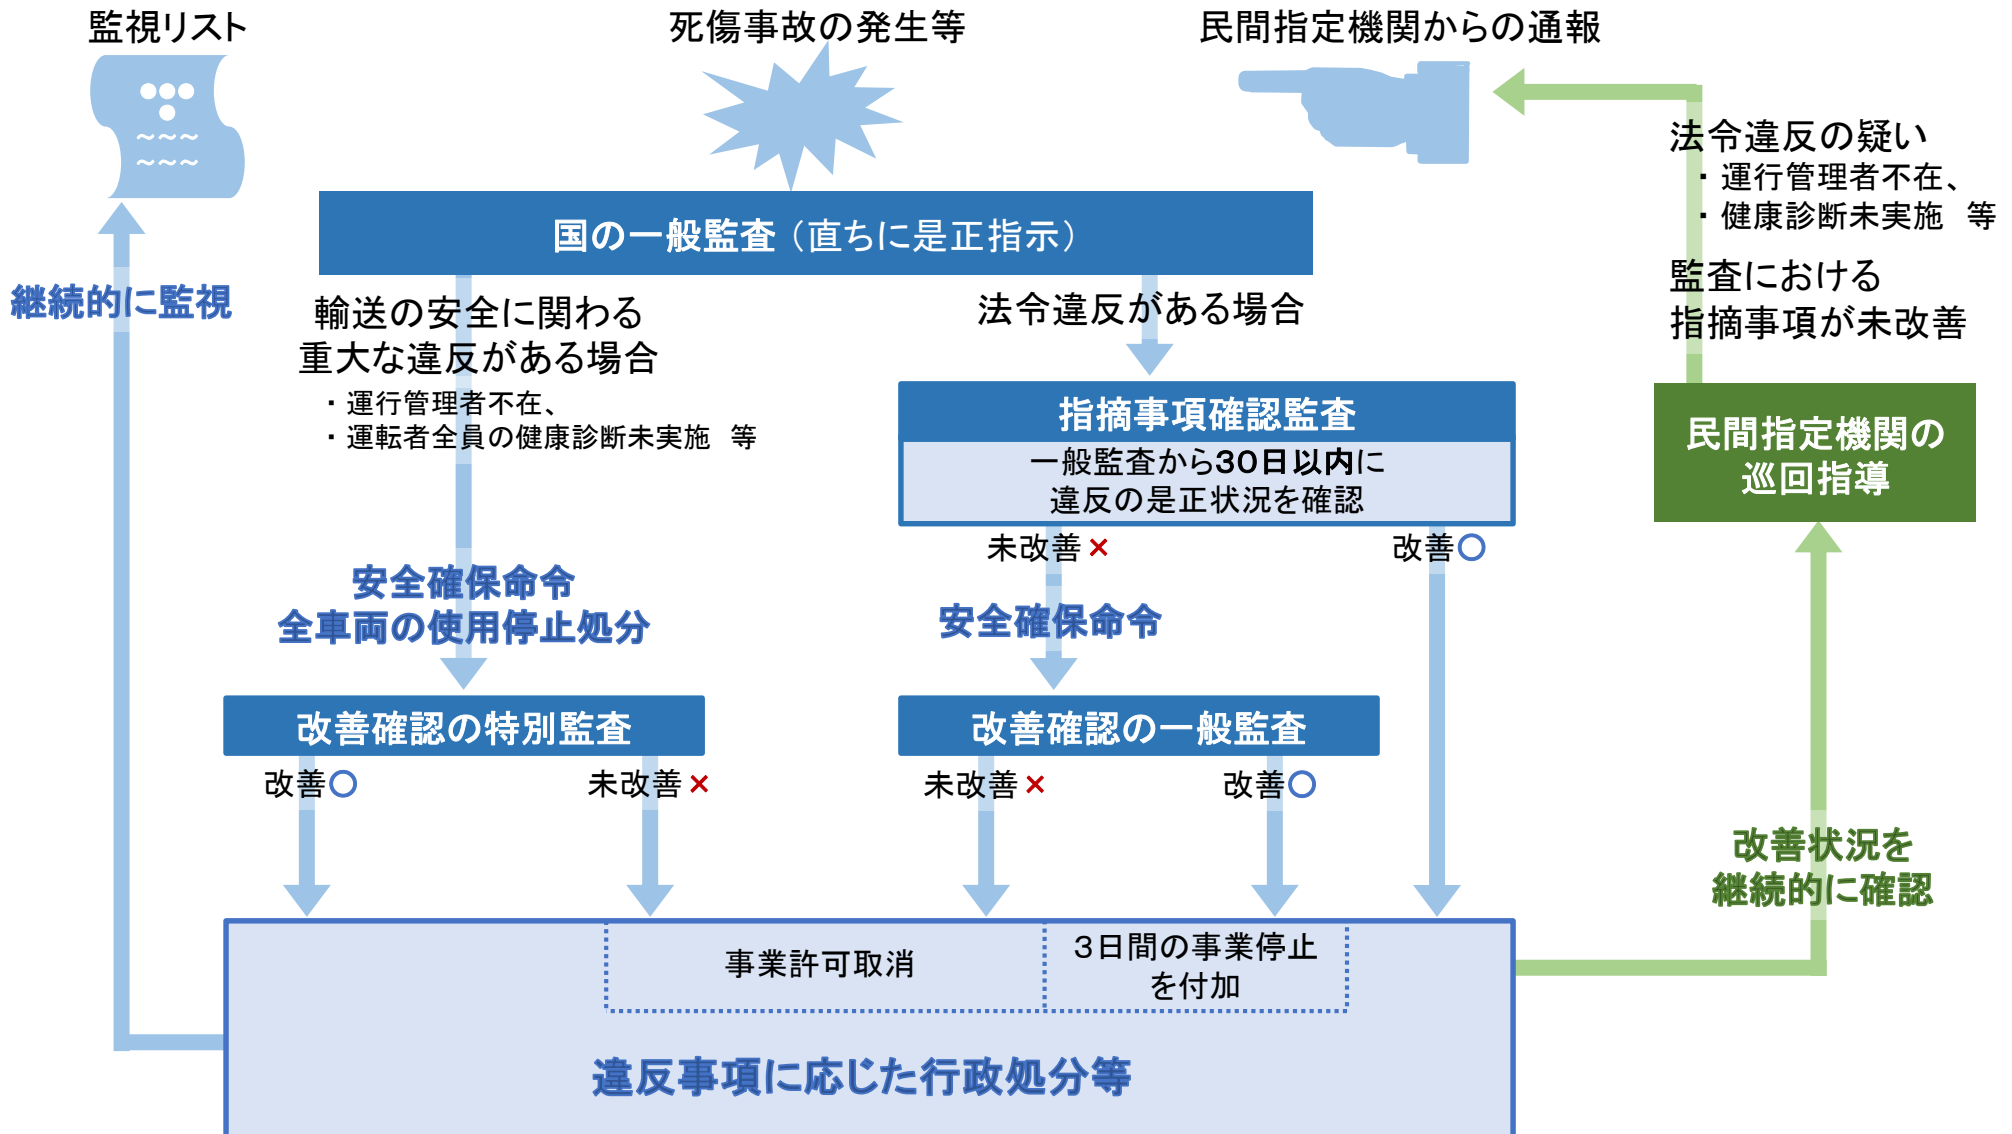 監視リスト
死傷事故の発生等
民間指定機関からの通報
法令違反の疑い
・運行管理者不在、
・健康診断未実施 等
監査における
指摘事項が未改善
国の一般監査（直ちに是正指示）
継続的に監視
輸送の安全に関わる
重大な違反がある場合
・運行管理者不在、
・運転者全員の健康診断未実施 等
法令違反がある場合
指摘事項確認監査
一般監査から30日以内に
違反の是正状況を確認
民間指定機関の
巡回指導
未改善×
改善○
安全確保命令
全車両の使用停止処分
安全確保命令
改善確認の特別監査
改善確認の一般監査
改善○
未改善×
未改善×
改善○
改善状況を
継続的に確認
事業許可取消
3日間の事業停止
を付加
違反事項に応じた行政処分等